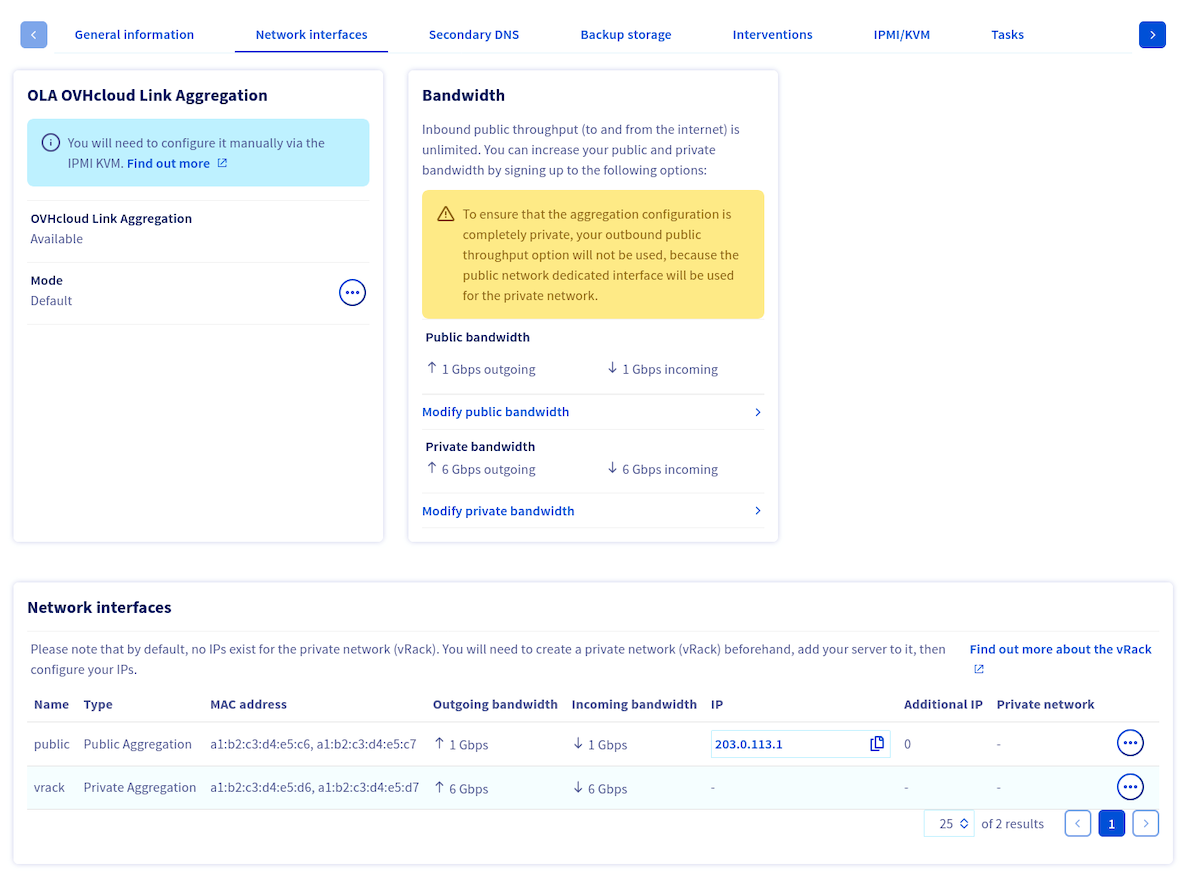 General information Network interfaces Secondary DNS Backup storage Interventions IPMI/KVM Tasks
OLA OVHcloud Link Aggregation
You will need to configure it manually via the
IPMI KVM. Find out more
OVHcloud Link Aggregation
Available
Mode
Default
Bandwidth
Inbound public throughput (to and from the internet) is
unlimited. You can increase your public and private
bandwidth by signing up to the following options:
To ensure that the aggregation configuration is
completely private, your outbound public
throughput option will not be used, because the
public network dedicated interface will be used
for the private network.
Public bandwidth
↑ 1 Gbps outgoing ↓ 1 Gbps incoming
Modify public bandwidth
Private bandwidth
↑ 6 Gbps outgoing ↓ 6 Gbps incoming
Modify private bandwidth
Network interfaces
Please note that by default, no IPs exist for the private network (vRack). You will need to create a private network (vRack) beforehand, add your server to it, then
configure your IPs.
Find out more about the vRack
Name Type MAC address Outgoing bandwidth Incoming bandwidth IP Additional IP Private network
public Public Aggregation a1:b2:c3:d4:e5:c6, a1:b2:c3:d4:e5:c7 ↑ 1 Gbps ↓ 1 Gbps 203.0.113.1 0 -
vrack Private Aggregation a1:b2:c3:d4:e5:d6, a1:b2:c3:d4:e5:d7 ↑ 6 Gbps ↓ 6 Gbps - - -
25 of 2 results 1